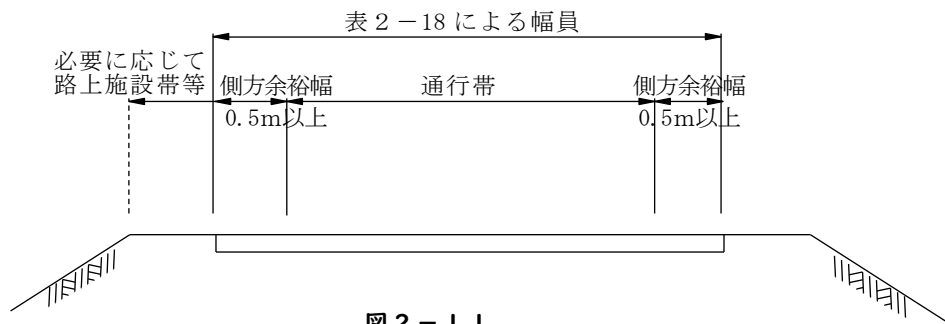 表2－18による幅員
必要に応じて
路上施設帯等
側方余裕幅
通行帯
側方余裕幅
0.5m以上
0.5m以上
図2－11